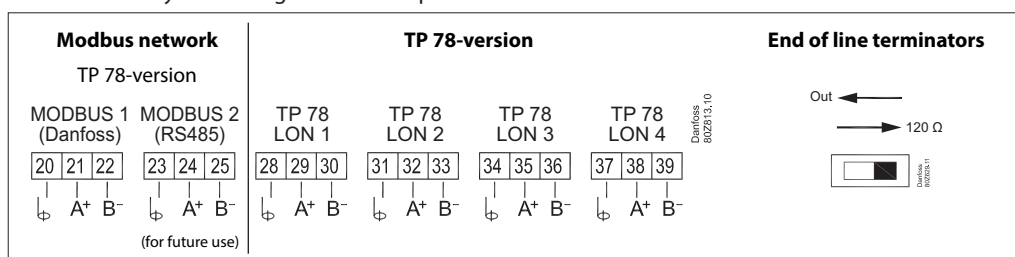 Modbus network
TP 78-version
MODBUS 1 MODBUS 2
(Danfoss) (RS485)
20 21 22 23 24 25
A+ B- A+ B-
(for future use)
TP 78-version
TP 78 TP 78 TP 78 TP 78
LON 1 LON 2 LON 3 LON 4
28 29 30 31 32 33 34 35 36 37 38 39
A+ B- A+ B- A+ B- A+ B-
Danfoss
80Z813.10
End of line terminators
Out
120 Ω
Danfoss